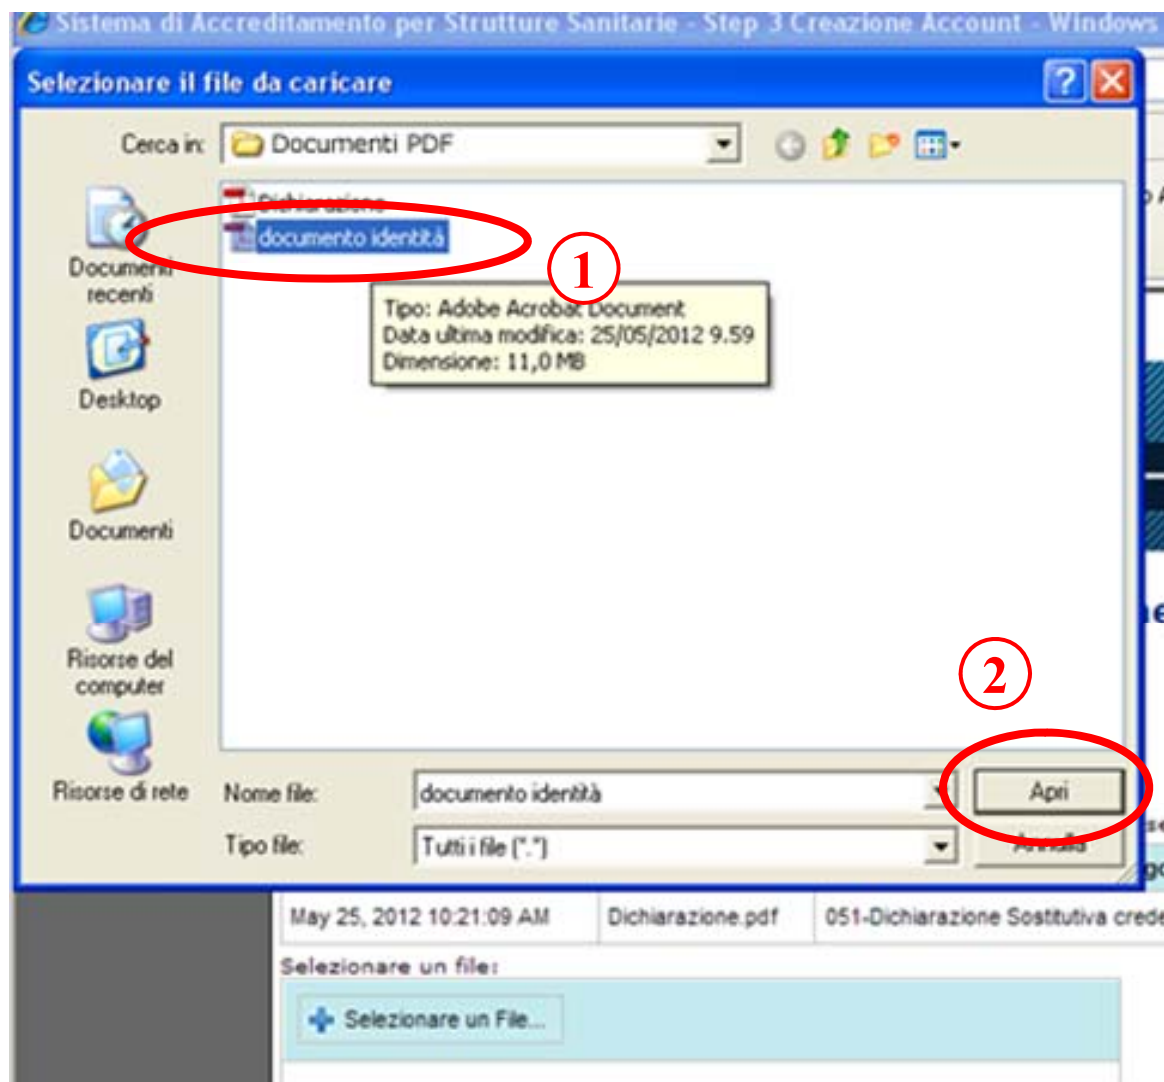 Sistema di Accreditamento per Strutture Sanitarie - Step 3 Creazione Account - Windows
Selezionare il file da caricare
Cerca in: Documenti PDF
Dichiarazione
documento identità
1
Tipo: Adobe Acrobat Document
Data ultima modifica: 25/05/2012 9.59
Dimensione: 11,0 MB
Documenti
recenti
Desktop
Documenti
Risorse del
computer
Risorse di rete
2
Nome file: documento identità Apri
Tipo file: Tutti i file (*.*) Annulla
May 25, 2012 10:21:09 AM Dichiarazione.pdf 051-Dichiarazione Sostitutiva crede
Selezionare un file:
Selezionare un File...